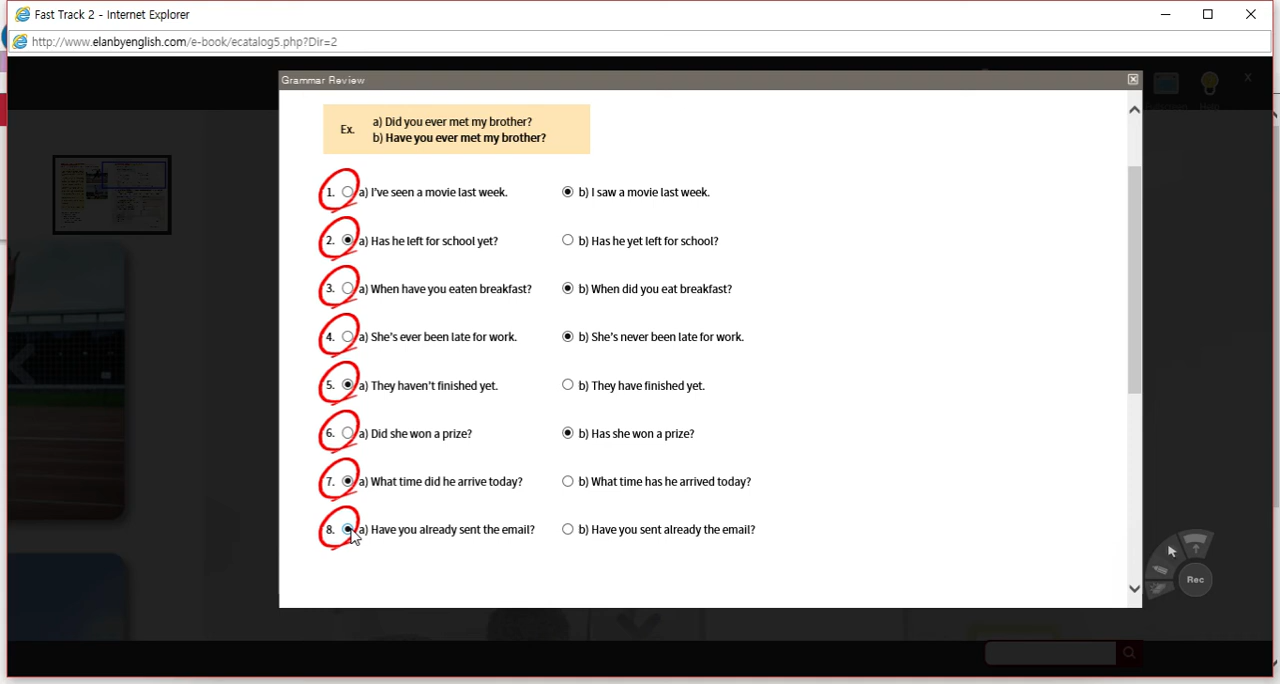 Fast Track 2 - Internet Explorer
http://www.elanbyenglish.com/e-book/ecatalog5.php?Dir=2
Grammar Review
Ex. a) Did you ever met my brother?
b) Have you ever met my brother?
1. a) I've seen a movie last week. b) I saw a movie last week.
2. a) Has he left for school yet? b) Has he yet left for school?
3. a) When have you eaten breakfast? b) When did you eat breakfast?
4. a) She's ever been late for work. b) She's never been late for work.
5. a) They haven't finished yet. b) They have finished yet.
6. a) Did she won a prize? b) Has she won a prize?
7. a) What time did he arrive today? b) What time has he arrived today?
8. a) Have you already sent the email? b) Have you sent already the email?
Rec